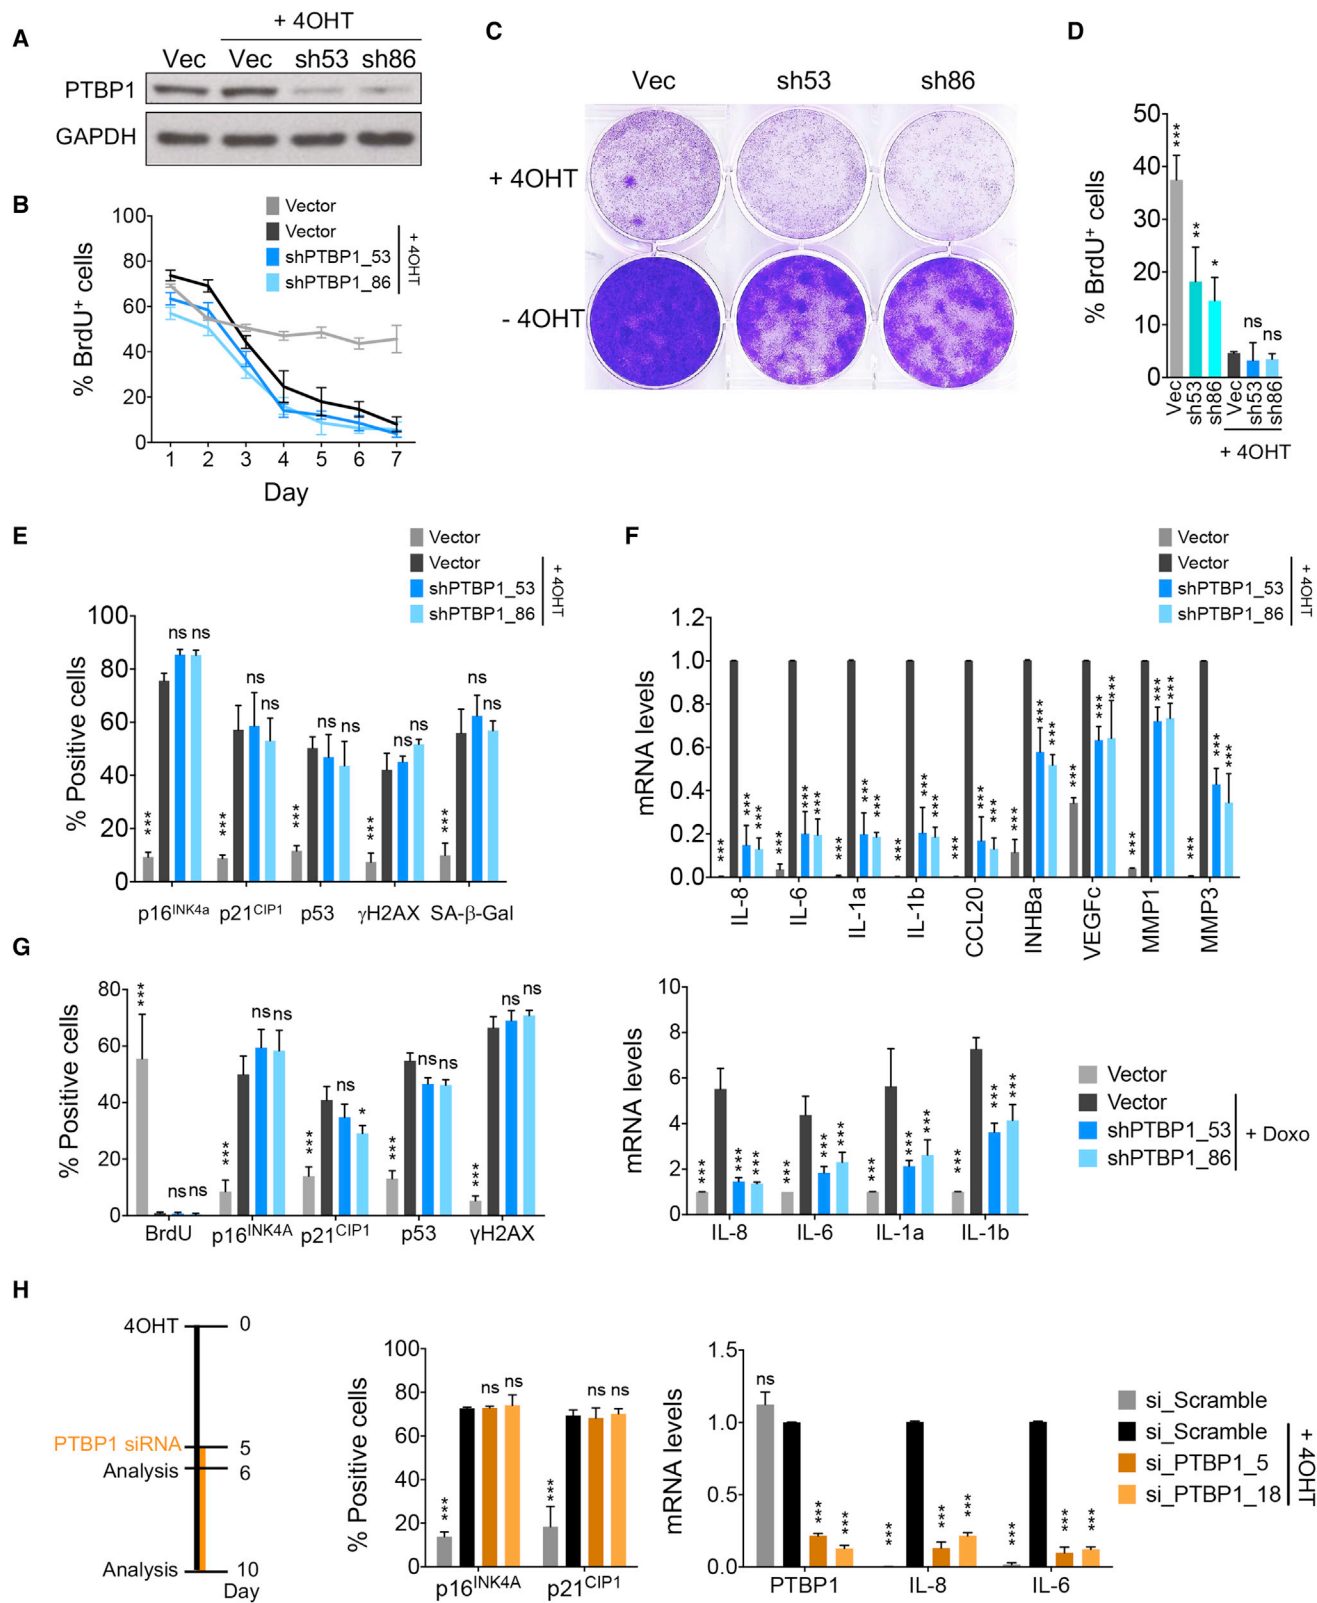 A
+ 4OHT
Vec Vec sh53 sh86
PTBP1
GAPDH
B
Vector
Vector
shPTBP1_53
shPTBP1_86
+ 4OHT
% BrdU⁺ cells
100
80
60
40
20
0
1 2 3 4 5 6 7
Day
C
Vec sh53 sh86
+ 4OHT
- 4OHT
D
% BrdU⁺ cells
50
40
30
20
10
0
*** ** * ns ns
Vec sh53 sh86 Vec sh53 sh86
+ 4OHT
E
Vector
Vector
shPTBP1_53
shPTBP1_86
+ 4OHT
% Positive cells
100
80
60
40
20
0
*** ns ns *** ns ns *** ns ns *** ns ns *** ns ns
p16ᴵᴺᴷ⁴ᵃ p21ᶜᴵᴾ¹ p53 γH2AX SA-β-Gal
F
Vector
Vector
shPTBP1_53
shPTBP1_86
+ 4OHT
mRNA levels
1.2
1.0
0.8
0.6
0.4
0.2
0.0
*** *** *** *** *** *** *** *** *** *** *** *** *** *** *** *** *** *** *** *** *** *** *** *** *** *** ***
IL-8 IL-6 IL-1a IL-1b CCL20 INHBa VEGFc MMP1 MMP3
G
% Positive cells
80
60
40
20
0
*** ns ns *** ns ns *** ns * *** ns ns *** ns ns
BrdU p16ᴵᴺᴷ⁴ᴬ p21ᶜᴵᴾ¹ p53 γH2AX
mRNA levels
10
8
6
4
2
0
*** *** *** *** *** *** *** *** *** *** *** ***
IL-8 IL-6 IL-1a IL-1b
Vector
Vector
shPTBP1_53
shPTBP1_86
+ Doxo
H
4OHT 0
PTBP1 siRNA 5
Analysis 6
Analysis 10
Day
% Positive cells
100
80
60
40
20
0
*** ns ns *** ns ns
p16ᴵᴺᴷ⁴ᴬ p21ᶜᴵᴾ¹
mRNA levels
1.5
1.0
0.5
0.0
ns *** *** *** *** *** *** *** ***
PTBP1 IL-8 IL-6
si_Scramble
si_Scramble
si_PTBP1_5
si_PTBP1_18
+ 4OHT